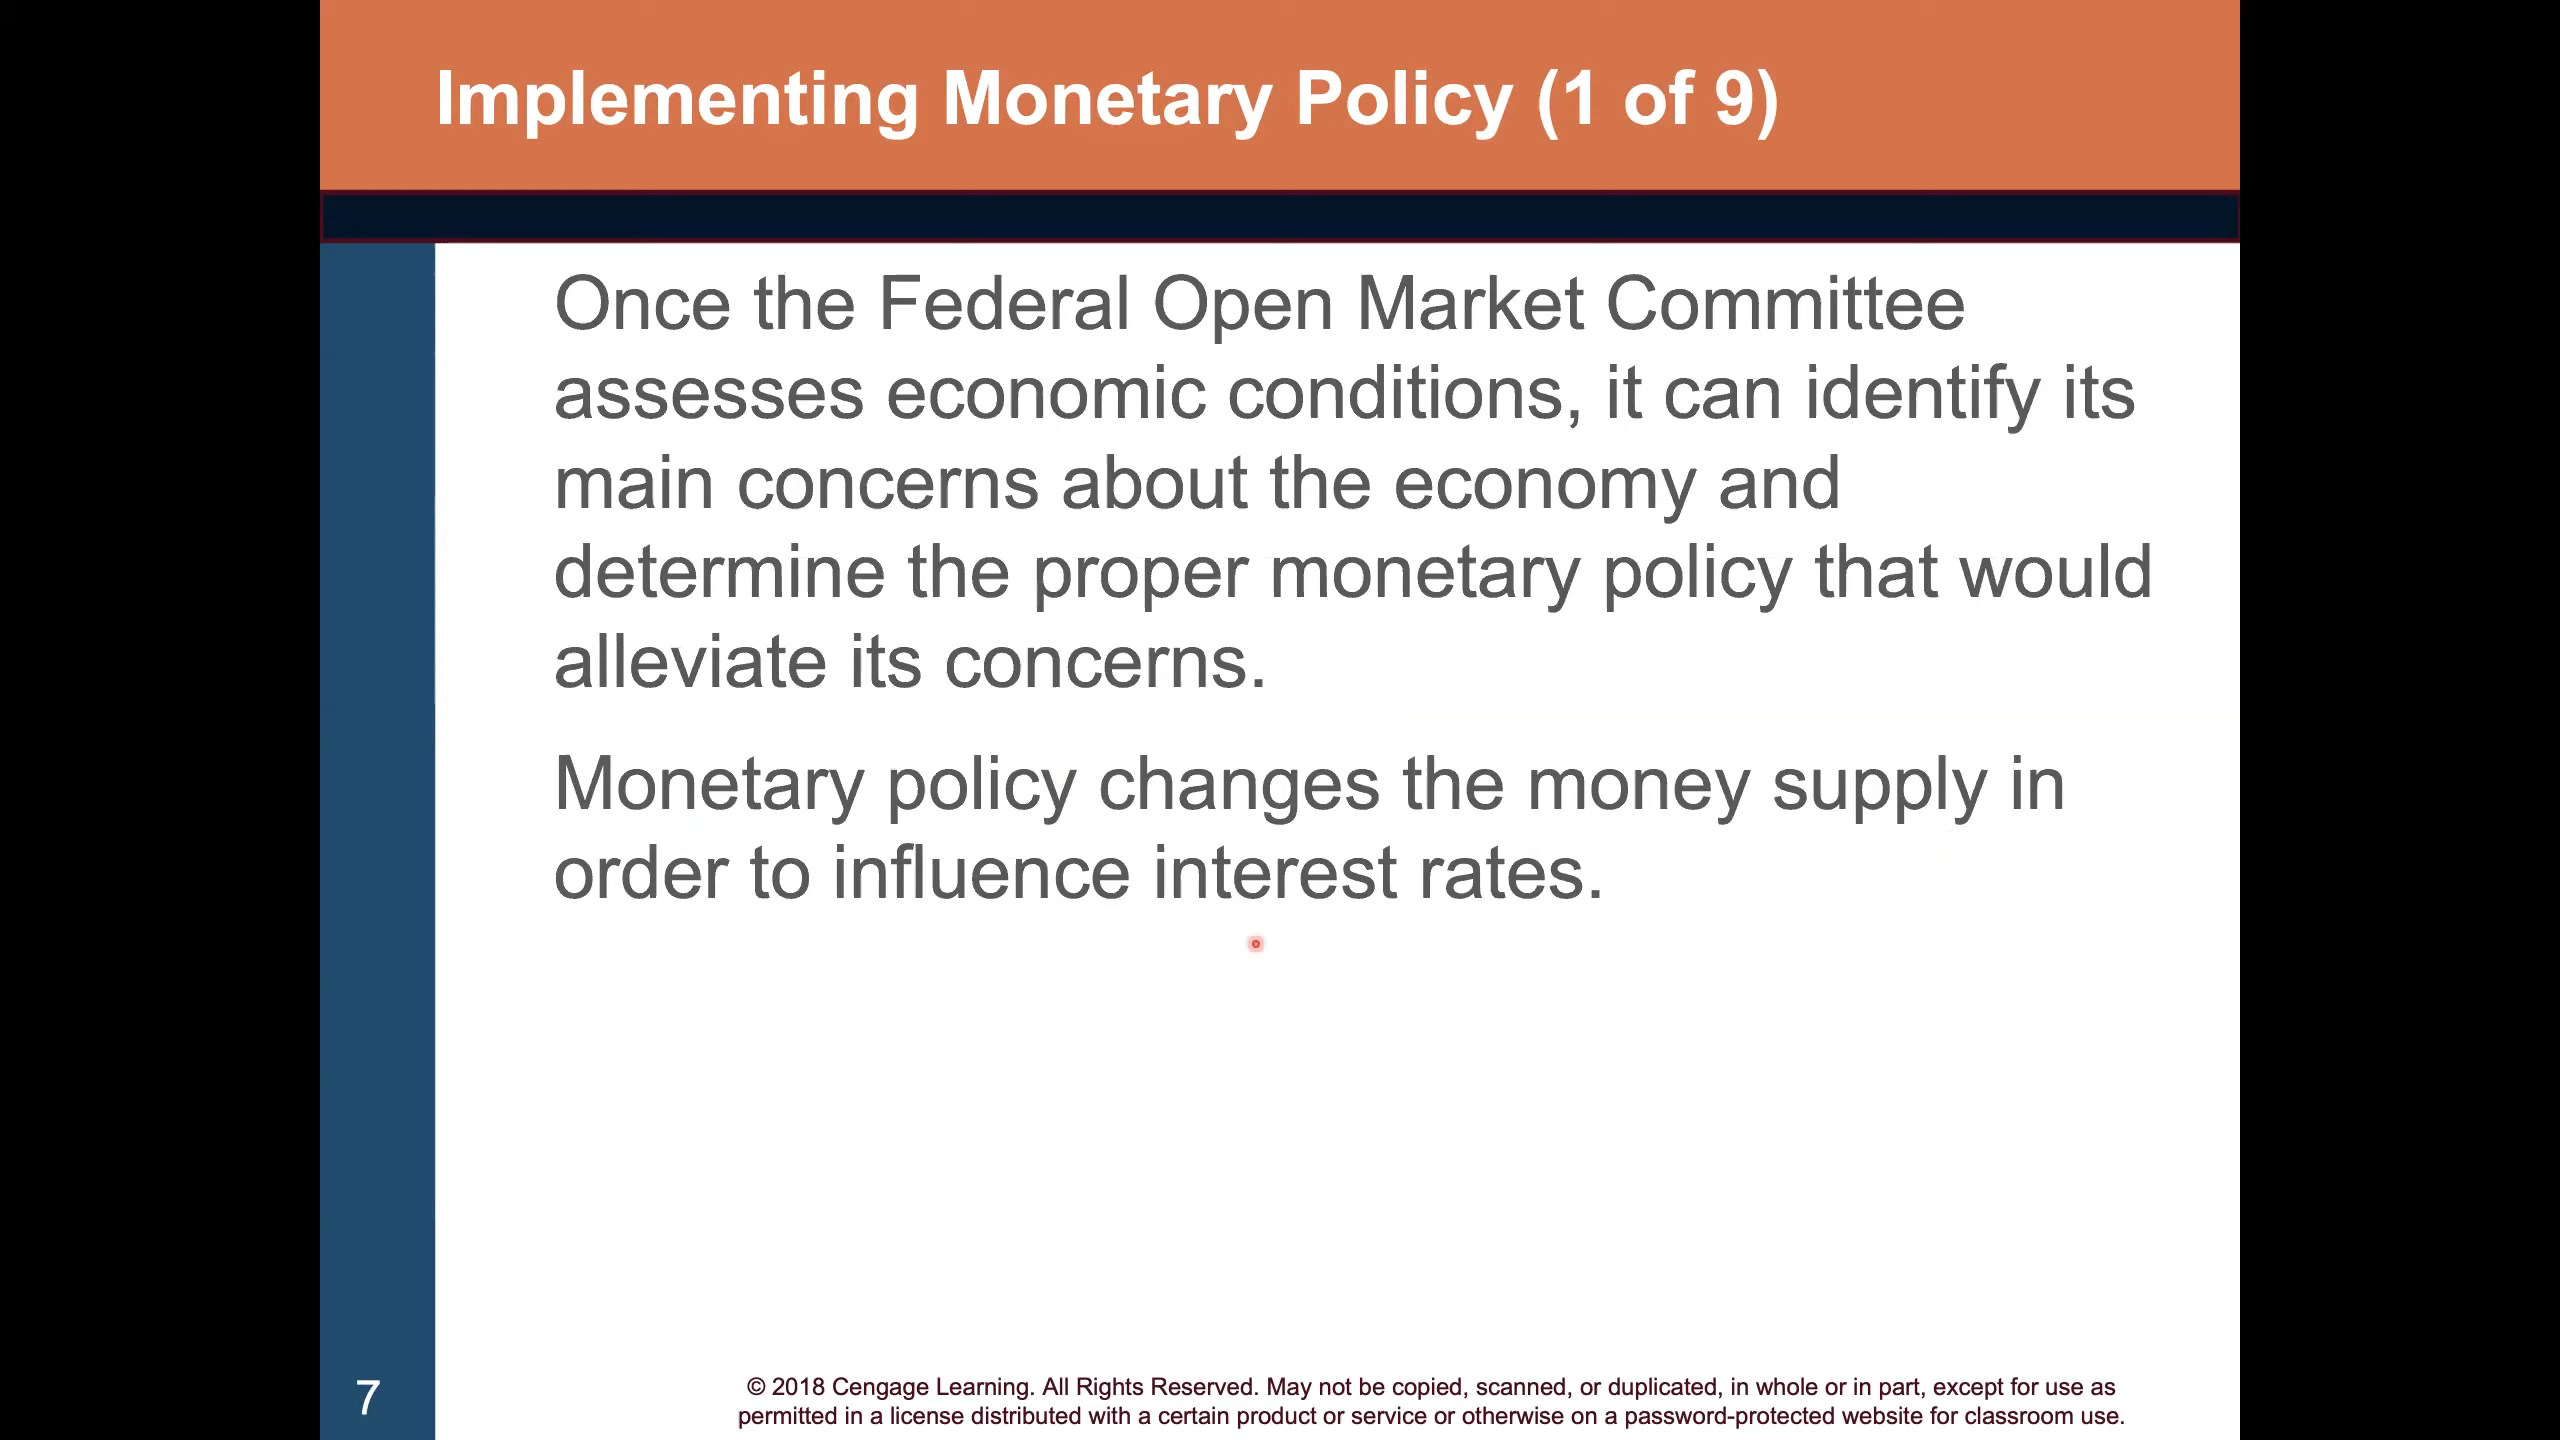 Implementing Monetary Policy (1 of 9)
Once the Federal Open Market Committee
assesses economic conditions, it can identify its
main concerns about the economy and
determine the proper monetary policy that would
alleviate its concerns.
Monetary policy changes the money supply in
order to influence interest rates.
7
© 2018 Cengage Learning. All Rights Reserved. May not be copied, scanned, or duplicated, in whole or in part, except for use as
permitted in a license distributed with a certain product or service or otherwise on a password-protected website for classroom use.